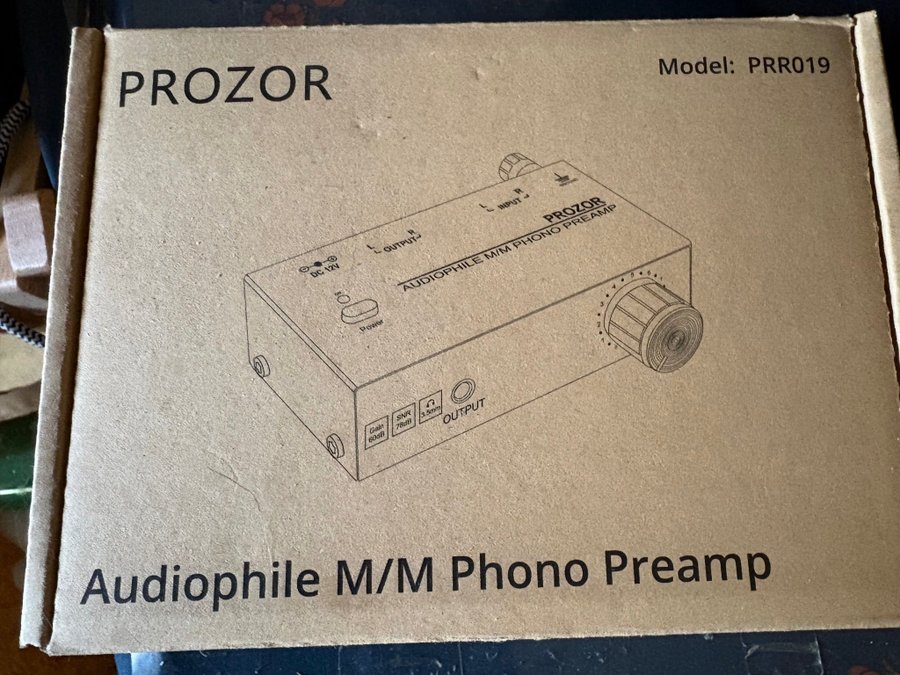 PROZOR
Model: PRR019
L R
INPUT
L R
OUTPUT
DC 12V
PROZOR
AUDIOPHILE M/M PHONO PREAMP
Power
Gain
60dB
SNR
78dB
3.5mm
OUTPUT
Audiophile M/M Phono Preamp